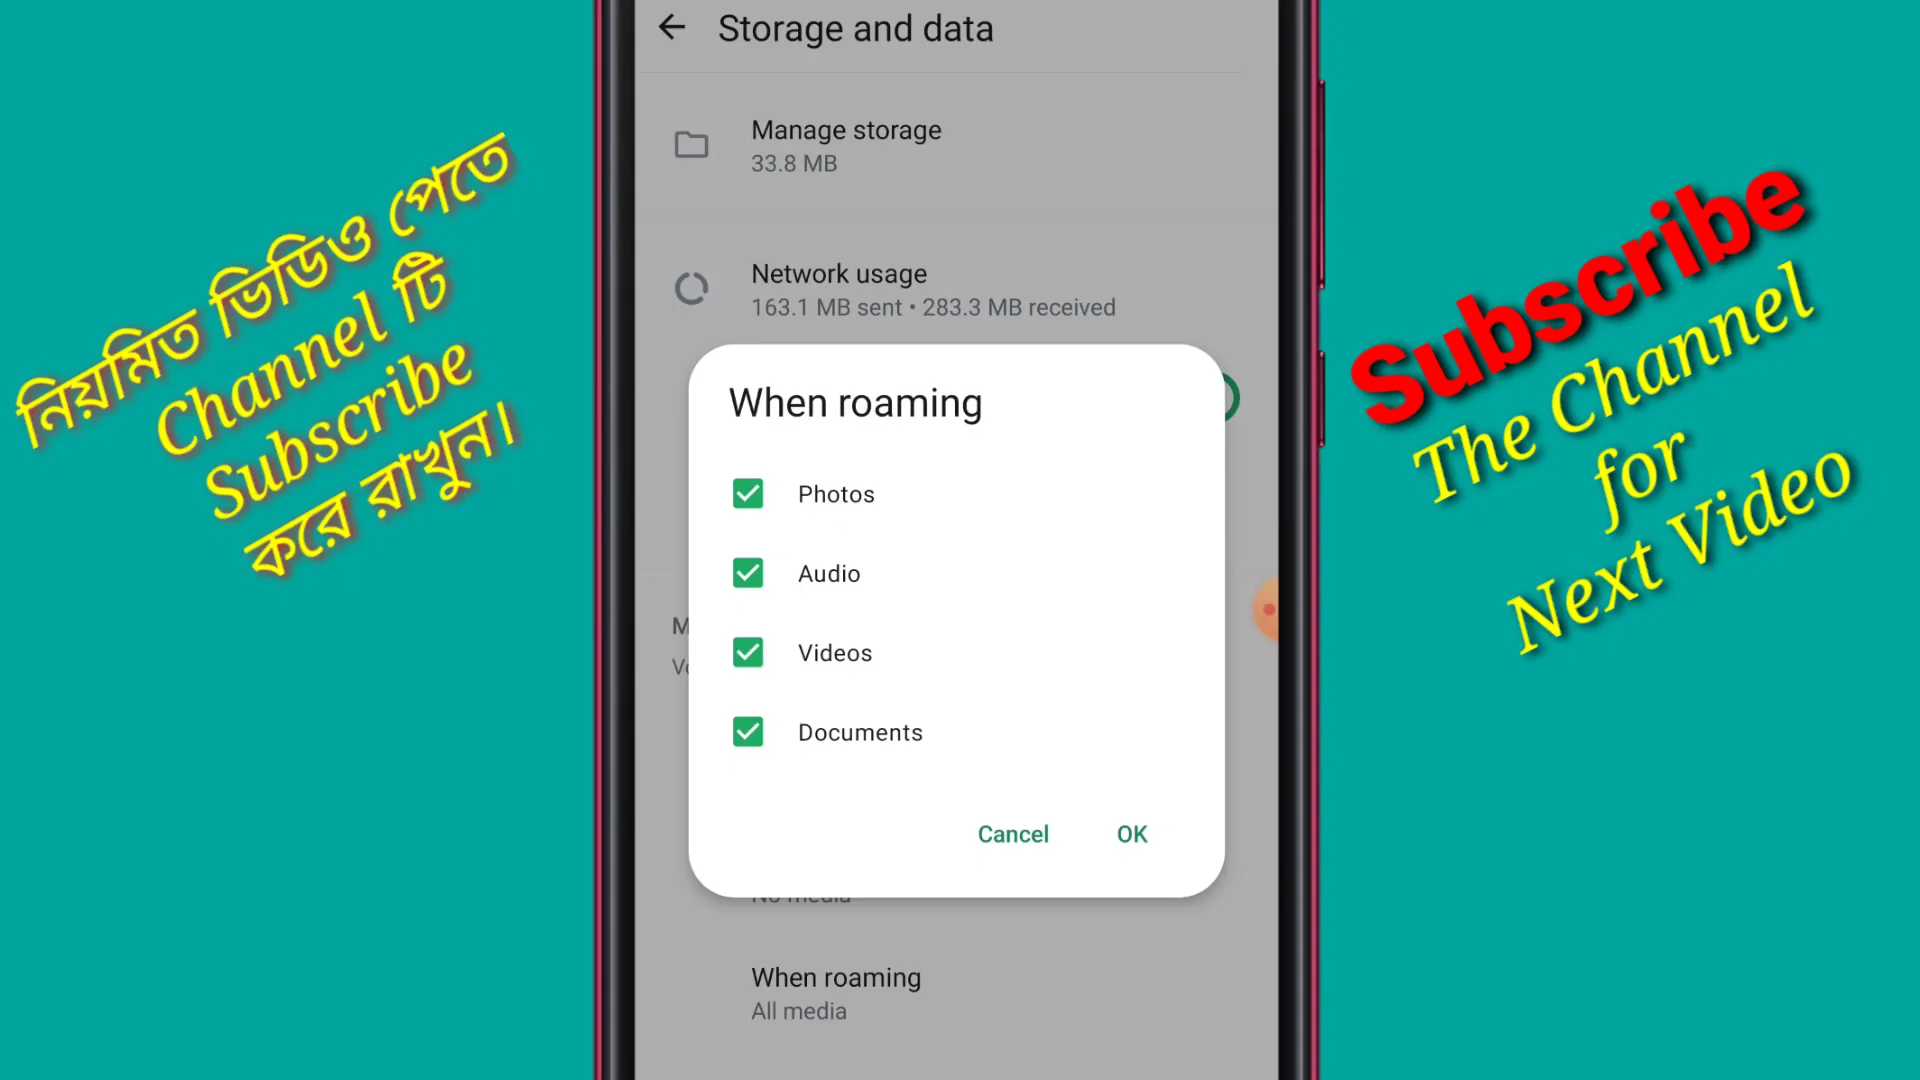 Storage and data
Manage storage
33.8 MB
Network usage
163.1 MB sent • 283.3 MB received
When roaming
Photos
Audio
Videos
Documents
Cancel
OK
When roaming
All media
নিয়মিত ভিডিও পেতে
Channel টি
Subscribe
করে রাখুন।
Subscribe
The Channel
for
Next Video